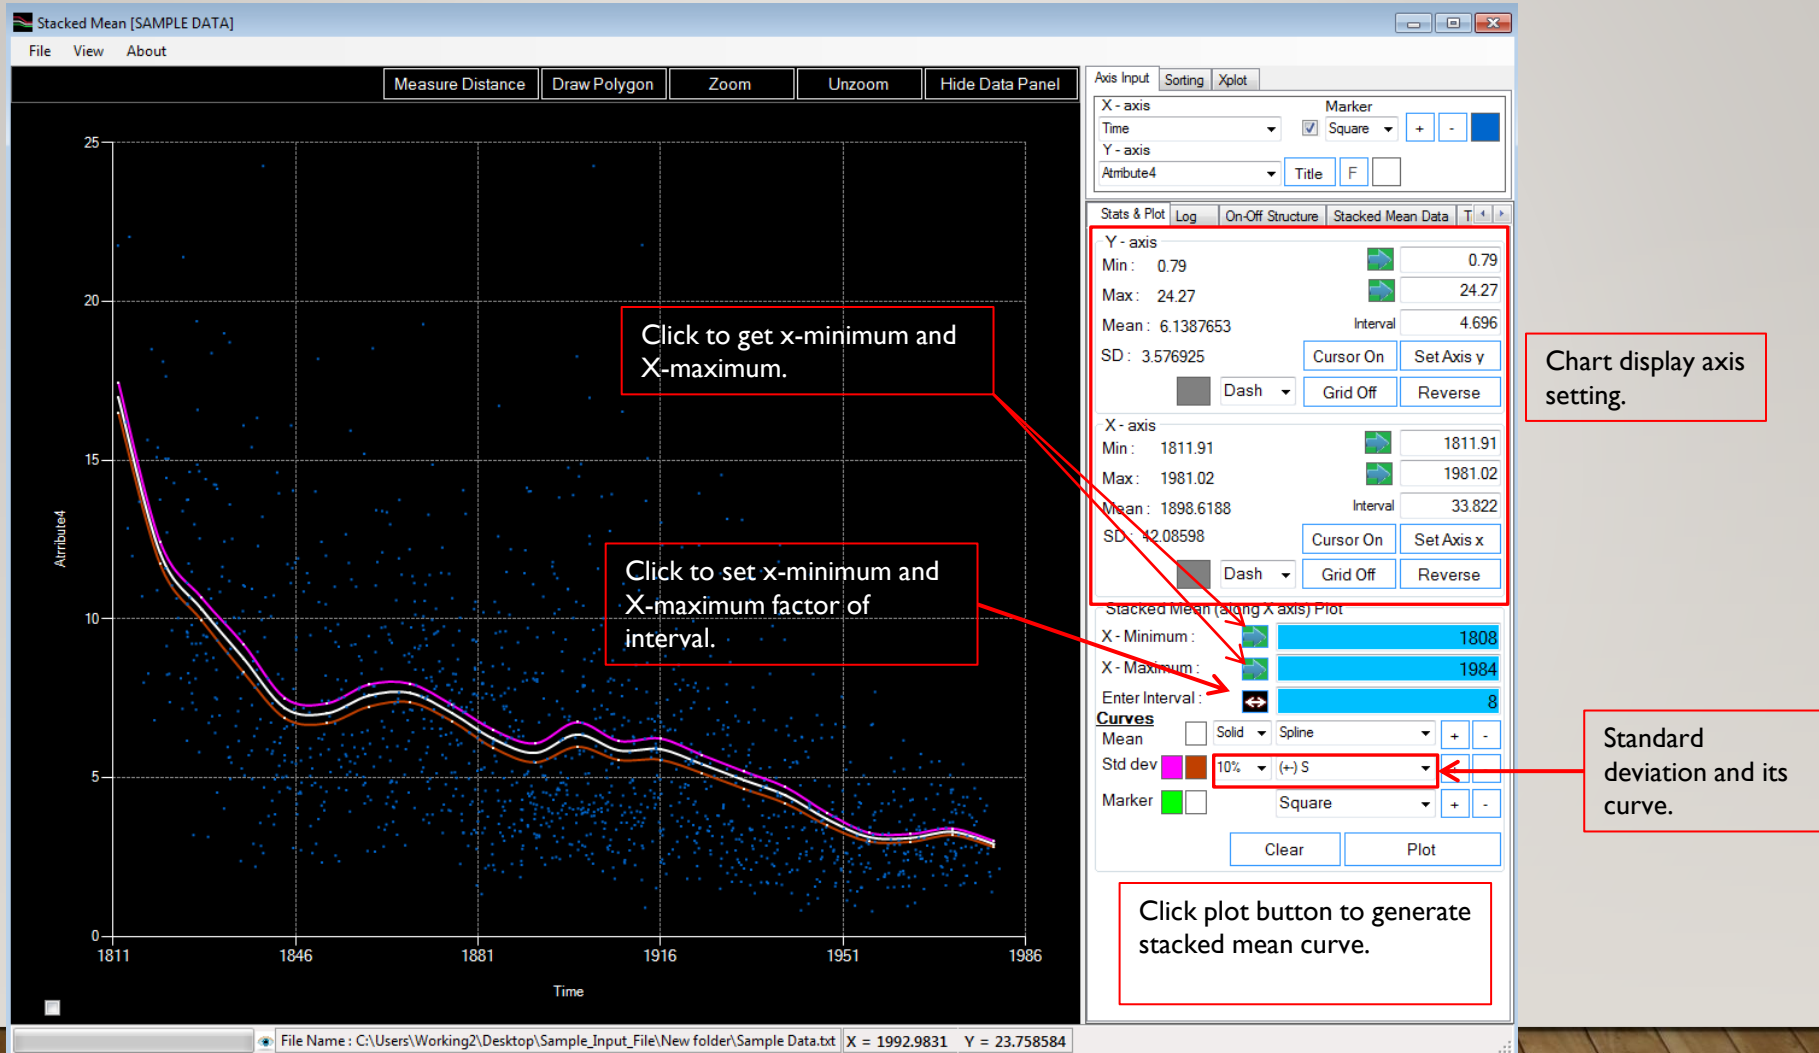 Stacked Mean [SAMPLE DATA]
File View About
Measure Distance Draw Polygon Zoom Unzoom Hide Data Panel
Axis Input Sorting Xplot
X - axis Marker
Time Square + -
Y - axis
Atrribute4 Title F
Stats & Plot Log On-Off Structure Stacked Mean Data T
Y - axis
Min : 0.79 0.79
Max : 24.27 24.27
Mean : 6.1387653 Interval 4.696
SD : 3.576925 Cursor On Set Axis y
Dash Grid Off Reverse
X - axis
Min : 1811.91 1811.91
Max : 1981.02 1981.02
Mean : 1898.6188 Interval 33.822
SD : 42.08598 Cursor On Set Axis x
Dash Grid Off Reverse
Stacked Mean (along X axis) Plot
X - Minimum : 1808
X - Maximum : 1984
Enter Interval : 8
Curves
Mean Solid Spline + -
Std dev 10% (+-) S
Marker Square + -
Clear Plot
Click plot button to generate
stacked mean curve.
Click to get x-minimum and
X-maximum.
Click to set x-minimum and
X-maximum factor of
interval.
Chart display axis
setting.
Standard
deviation and its
curve.
25
20
15
10
5
0
Atrribute4
1811 1846 1881 1916 1951 1986
Time
File Name : C:\Users\Working2\Desktop\Sample_Input_File\New folder\Sample Data.txt X = 1992.9831 Y = 23.758584